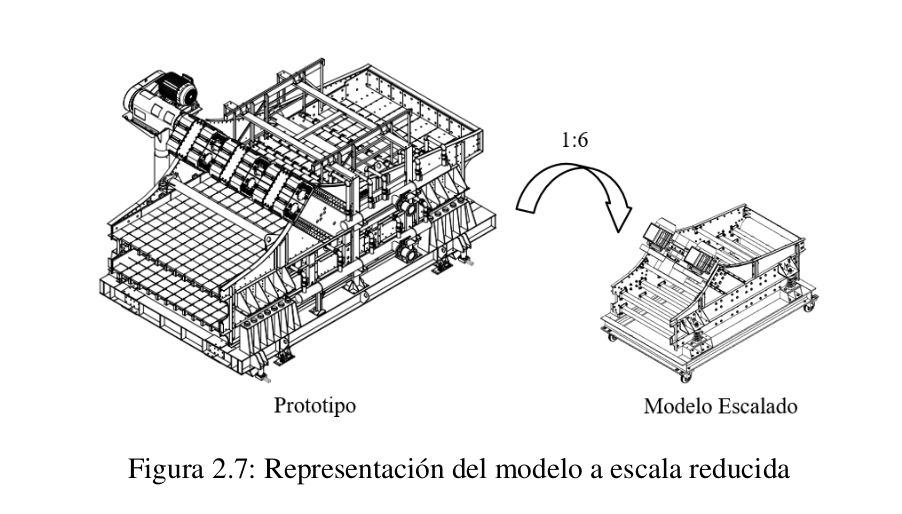 1:6
Prototipo
Modelo Escalado
Figura 2.7: Representación del modelo a escala reducida